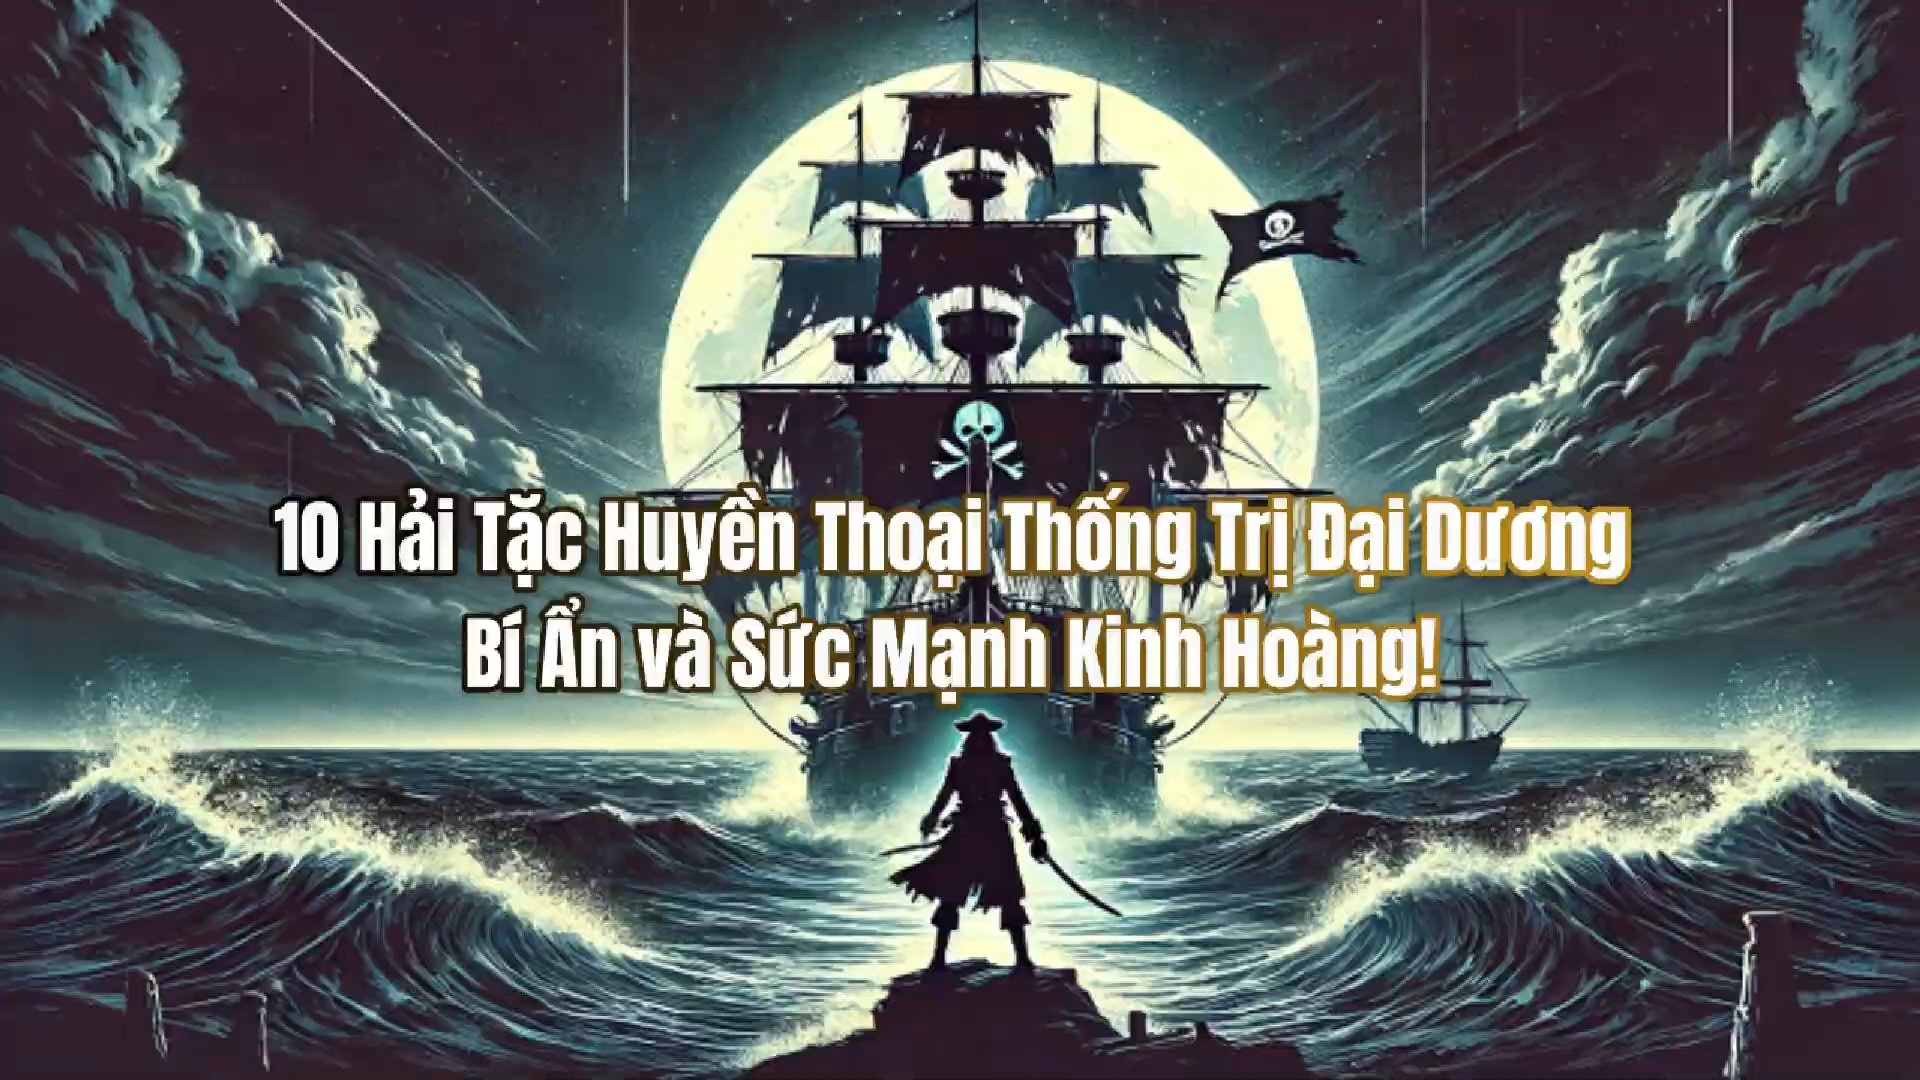 10 Hải Tặc Huyền Thoại Thống Trị Đại Dương
Bí Ẩn và Sức Mạnh Kinh Hoàng!